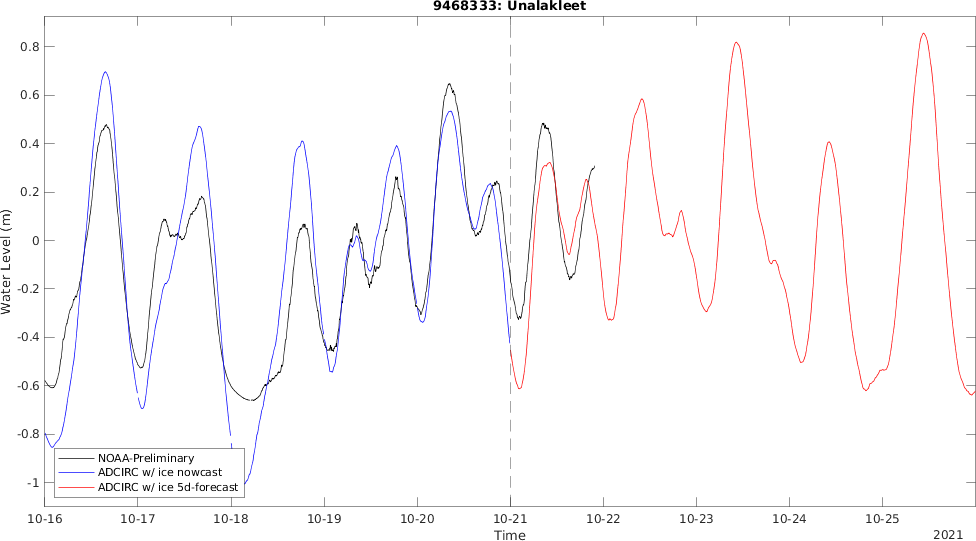 9468333: Unalakleet
0.8
0.6
0.4
0.2
0
-0.2
-0.4
-0.6
-0.8
-1
Water Level (m)
NOAA-Preliminary
ADCIRC w/ ice nowcast
ADCIRC w/ ice 5d-forecast
10-16 10-17 10-18 10-19 10-20 10-21 10-22 10-23 10-24 10-25
Time
2021